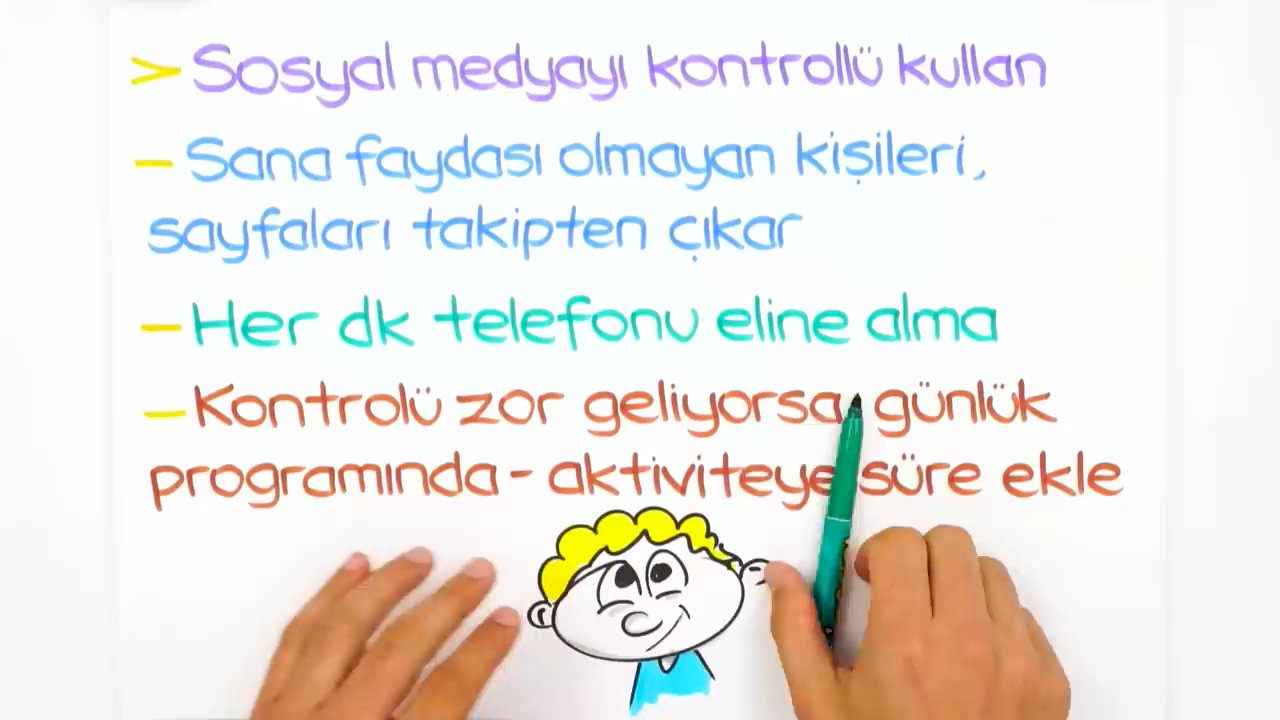 > Sosyal medyayı kontrollü kullan
- Sana faydası olmayan kişileri,
sayfaları takipten çıkar
- Her dk telefonu eline alma
- Kontrolü zor geliyorsa günlük
programında - aktiviteye süre ekle